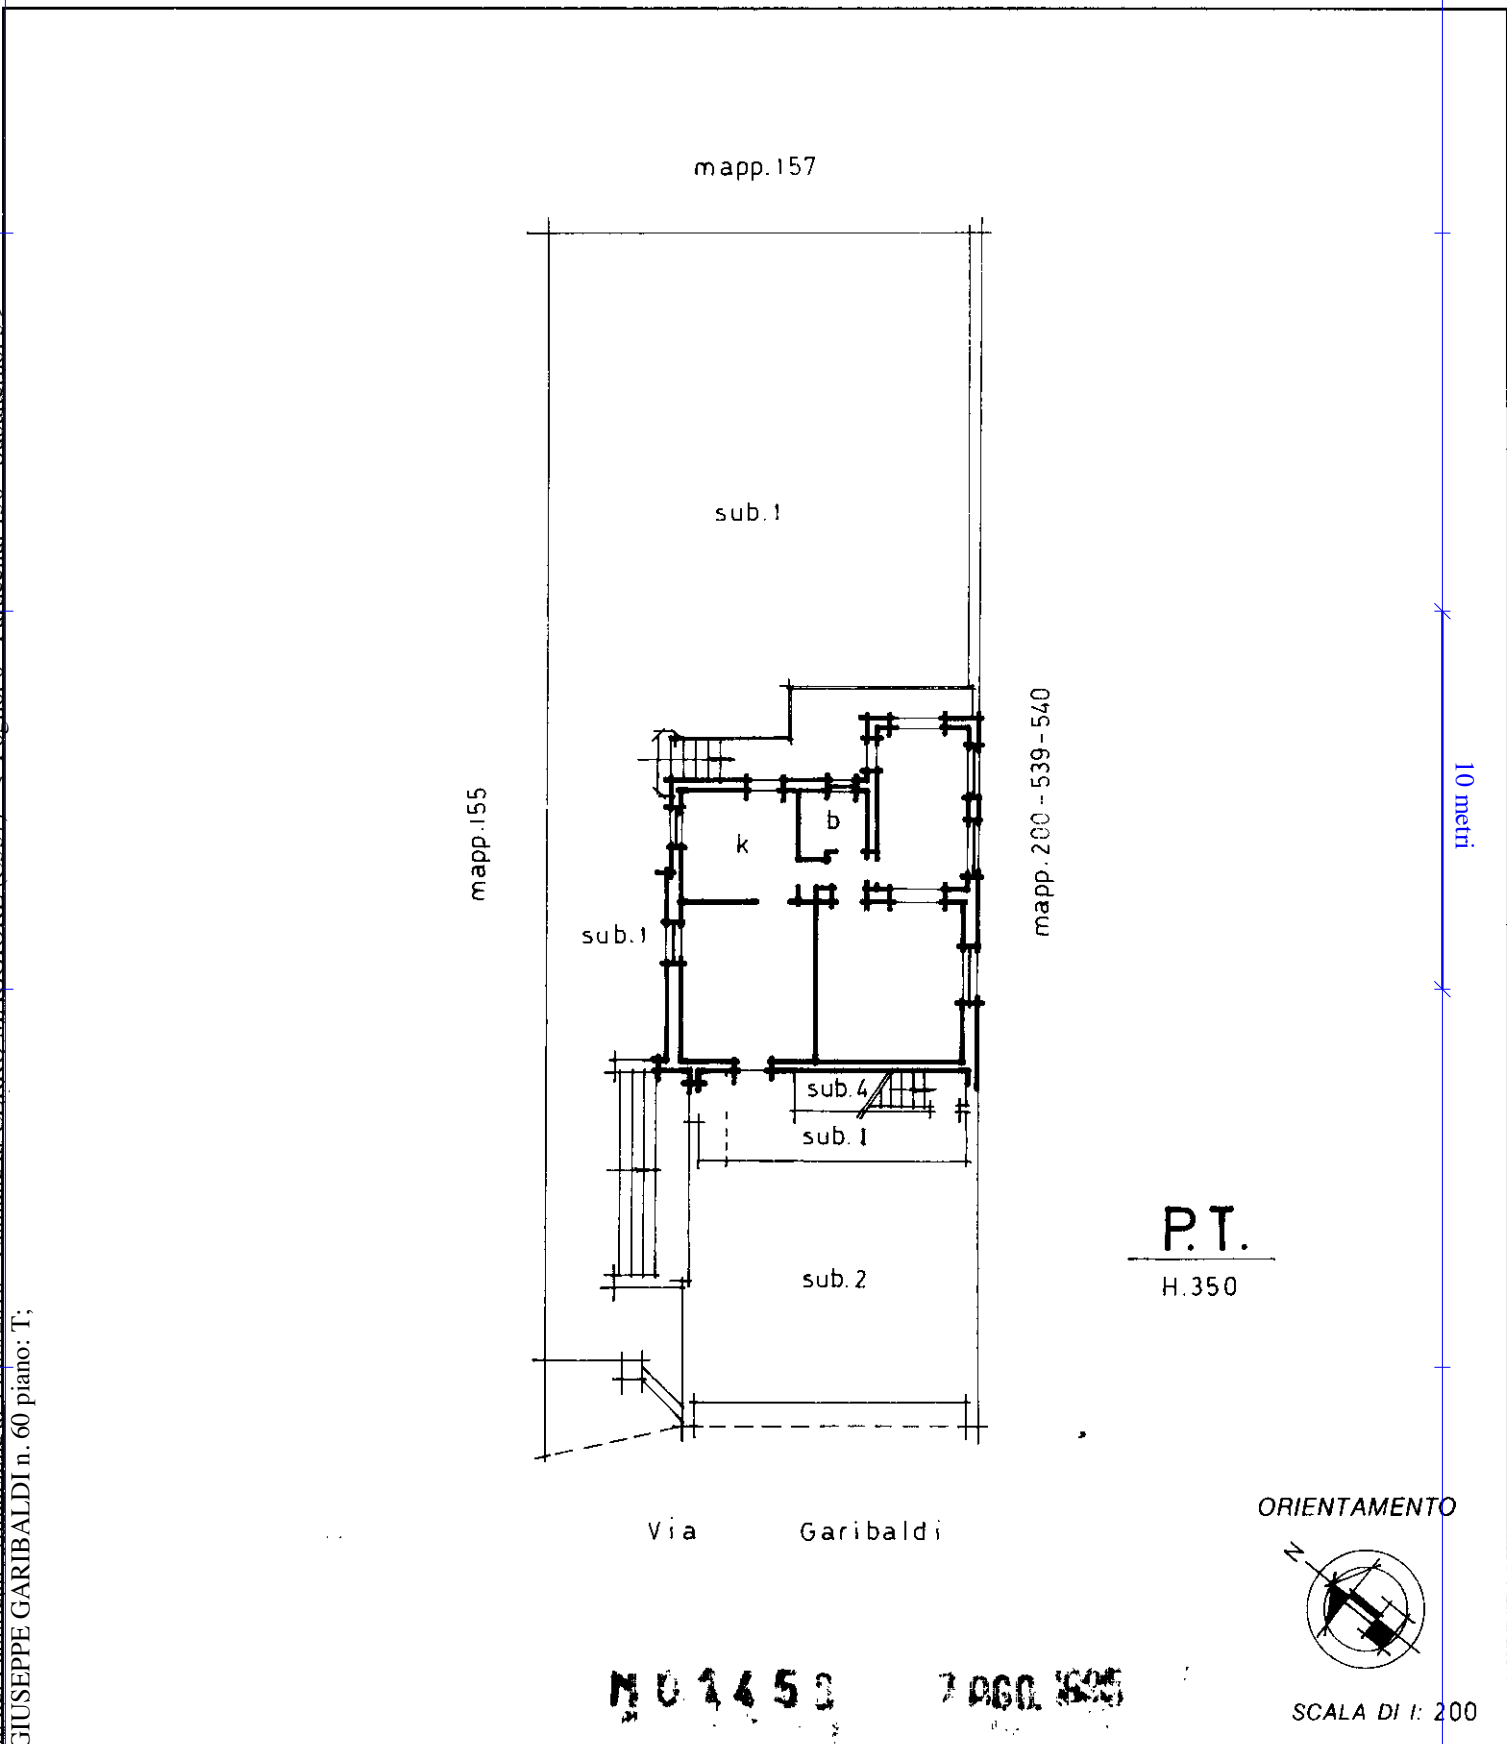 mapp.157
sub.1
mapp.155
mapp.200-539-540
10 metri
k
b
sub.1
sub.4
sub.1
P.T.
H.350
sub.2
GIUSEPPE GARIBALDI n. 60 piano: T;
Via Garibaldi
ORIENTAMENTO
N
SCALA DI 1: 200